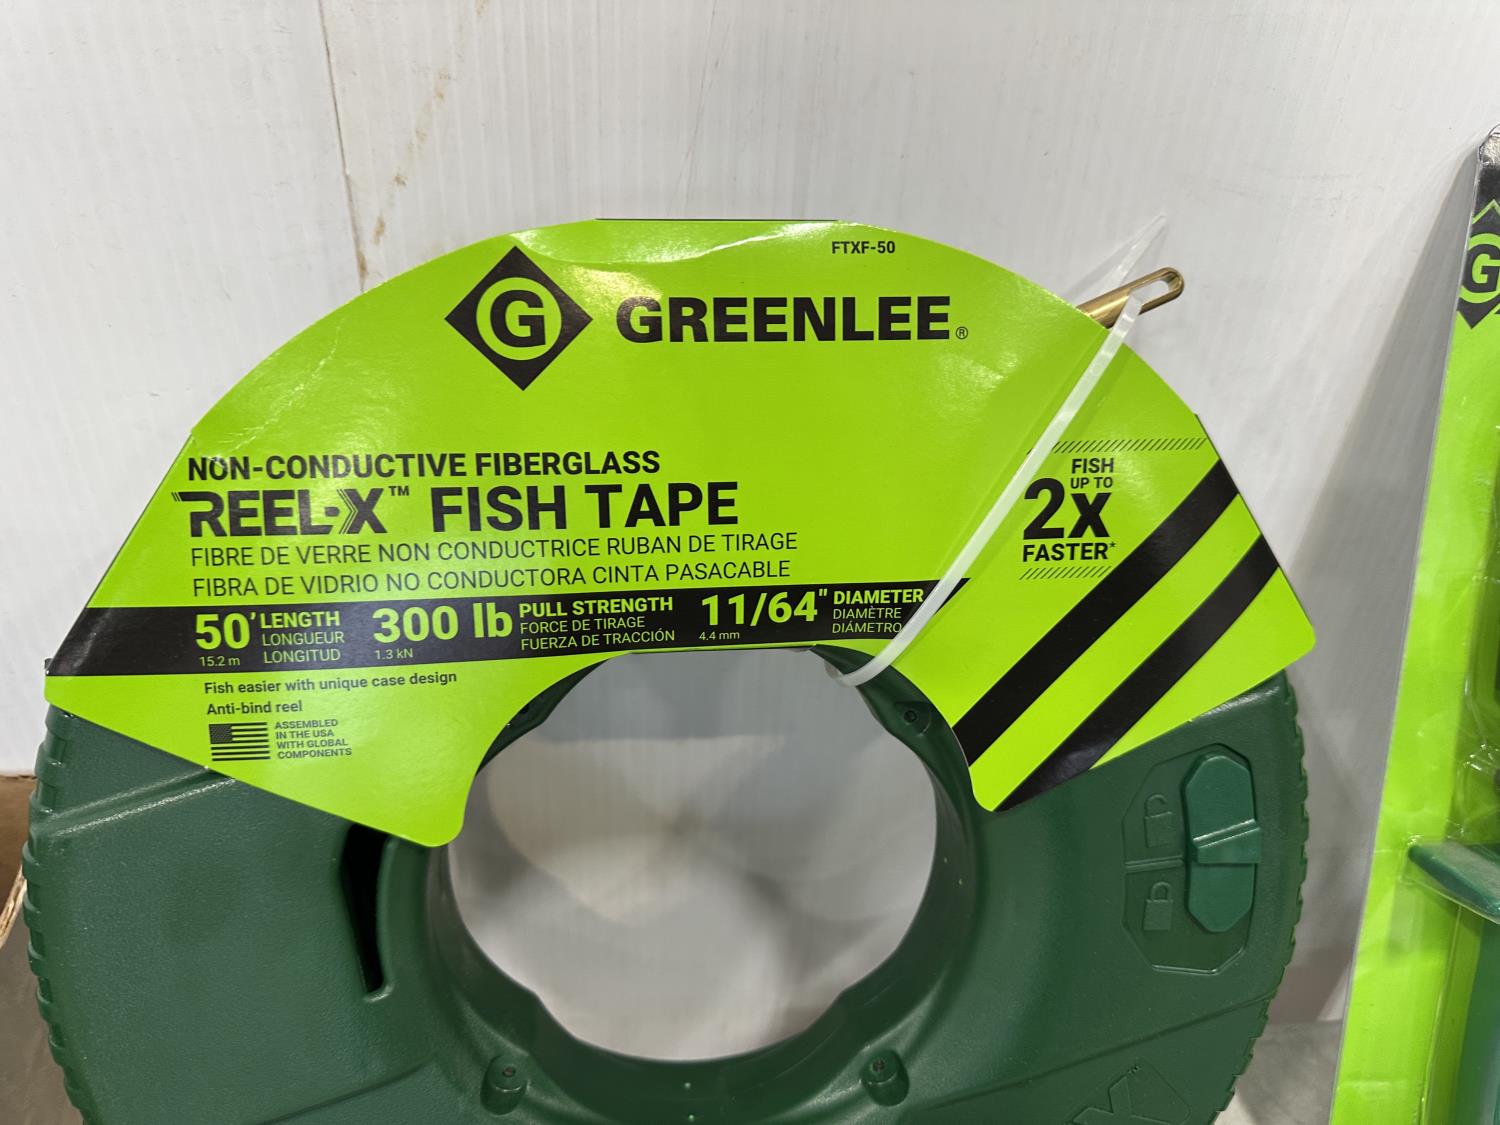 FTXF-50
G GREENLEE®
NON-CONDUCTIVE FIBERGLASS
REEL-X™ FISH TAPE
FIBRE DE VERRE NON CONDUCTRICE RUBAN DE TIRAGE
FIBRA DE VIDRIO NO CONDUCTORA CINTA PASACABLE
50' LENGTH
LONGUEUR
15.2 m LONGITUD
300 lb PULL STRENGTH
FORCE DE TIRAGE
1.3 kN FUERZA DE TRACCIÓN
11/64" DIAMETER
DIAMÈTRE
4.4 mm DIÁMETRO
Fish easier with unique case design
Anti-bind reel
ASSEMBLED
IN THE USA
WITH GLOBAL
COMPONENTS
FISH
UP TO
2X
FASTER*
G
X